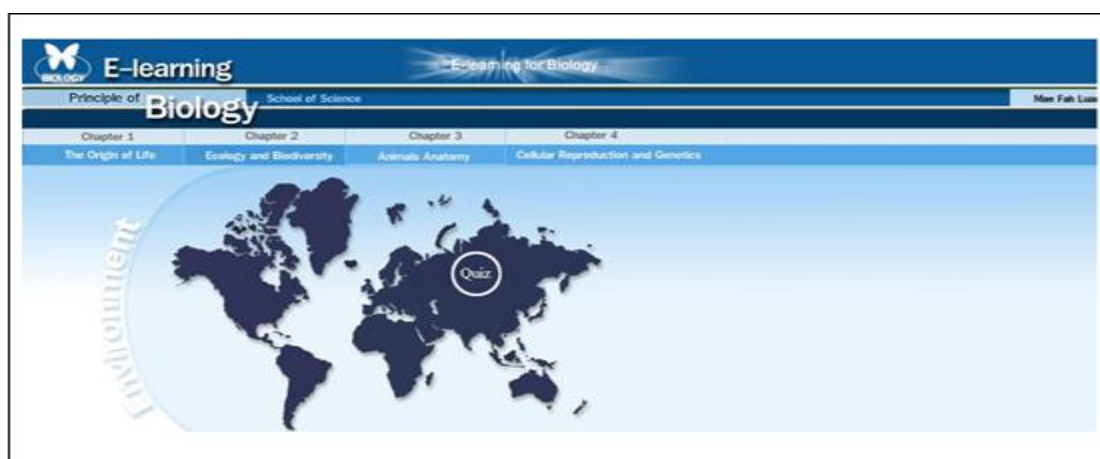 BIOLOGY E-learning
E-learning for Biology
Principle of Biology
School of Science
Mae Fah Luan
Chapter 1 Chapter 2 Chapter 3 Chapter 4
The Origin of Life Ecology and Biodiversity Animals Anatomy Cellular Reproduction and Genetics
Environment
Quiz